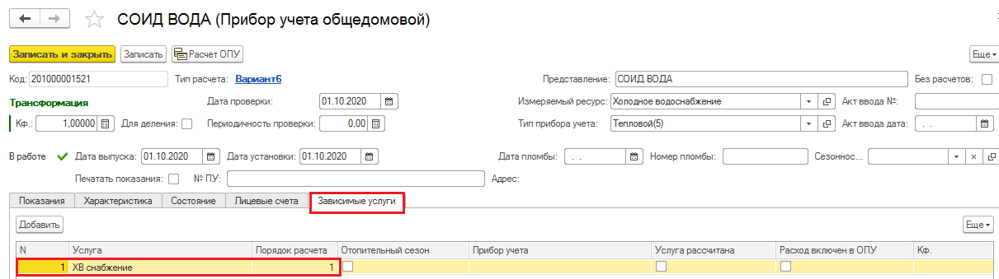 СОИД ВОДА (Прибор учета общедомовой)
Записать и закрыть Записать Расчет ОПУ Еще
Код: 201000001521 Тип расчета: Вариант6 Представление: СОИД ВОДА Без расчетов:
Трансформация Дата проверки: 01.10.2020 Измеряемый ресурс: Холодное водоснабжение Акт ввода №:
Кф.: 1,00000 Для деления: Периодичность проверки: 0,00 Тип прибора учета: Тепловой(5) Акт ввода дата: . .
В работе Дата выпуска: 01.10.2020 Дата установки: 01.10.2020 Дата пломбы: . . Номер пломбы: Сезоннос...
Печатать показания: № ПУ: Адрес:
Показания Характеристика Состояние Лицевые счета Зависимые услуги
Добавить Еще
N Услуга Порядок расчета Отопительный сезон Прибор учета Услуга рассчитана Расход включен в ОПУ Кф.
1 ХВ снабжение 1